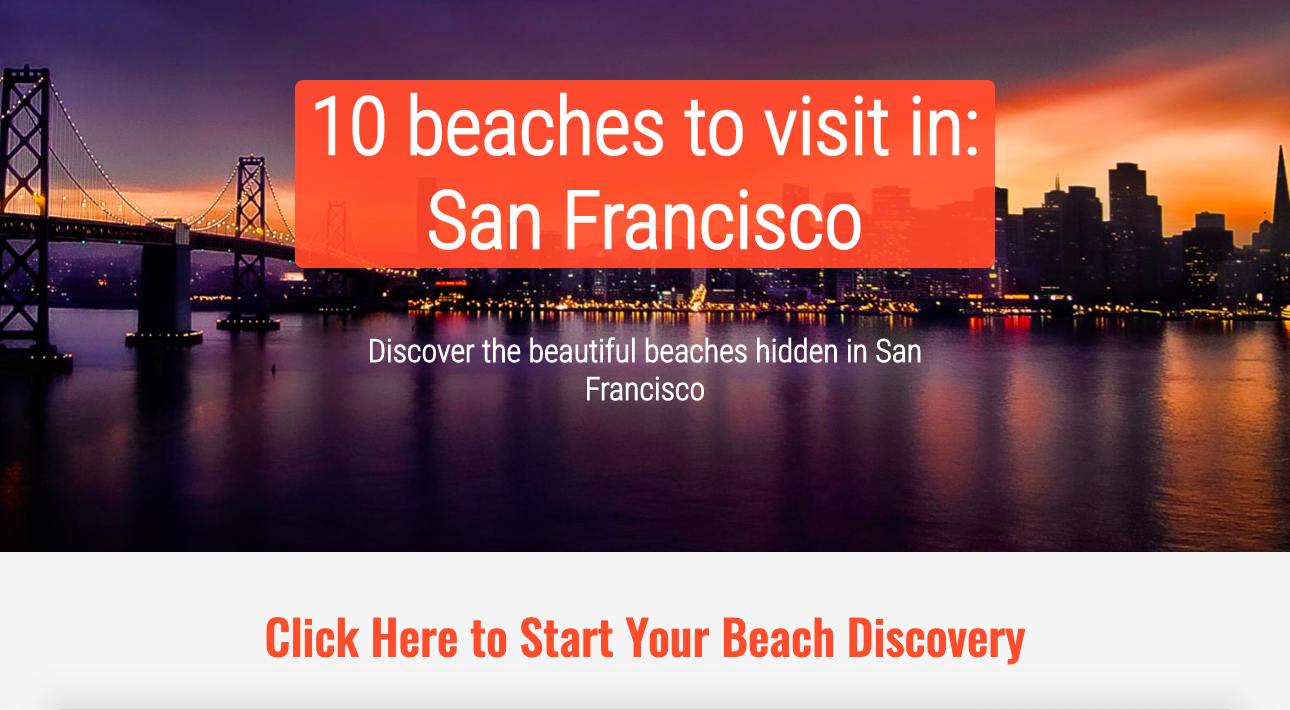 10 beaches to visit in:
San Francisco
Discover the beautiful beaches hidden in San
Francisco
Click Here to Start Your Beach Discovery